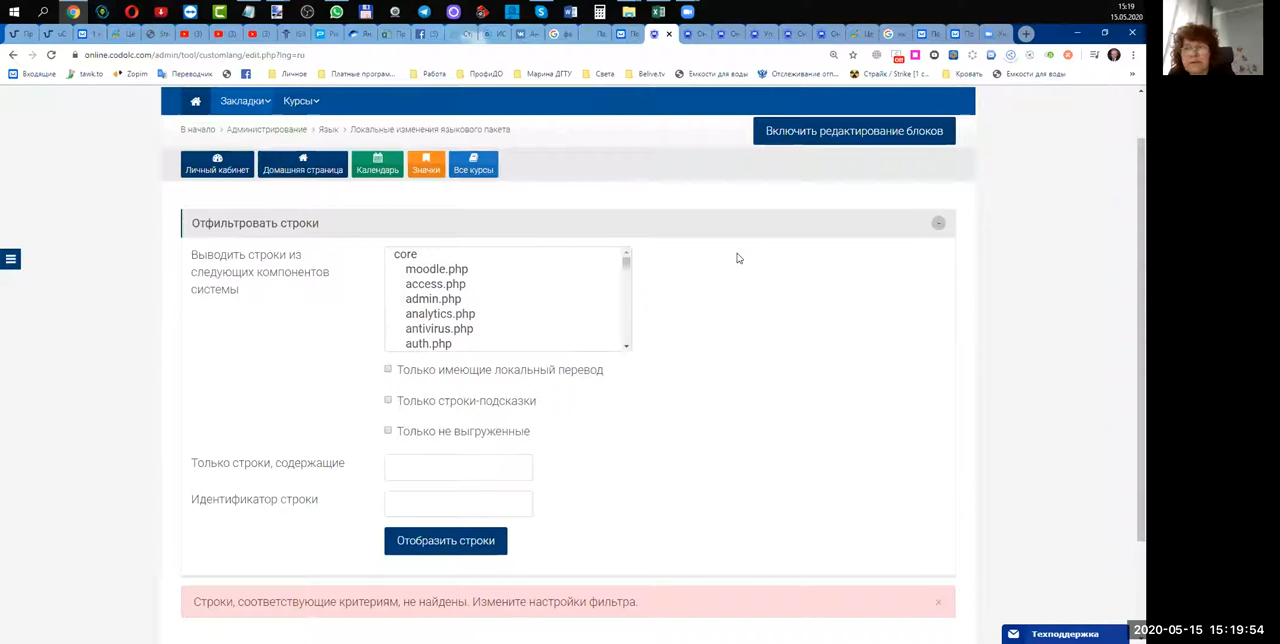 15:19
15.05.2020
online.codolc.com/admin/tool/customlang/edit.php?lng=ru
Входящие
tawk.to
Zopim
Переводчик
Личное
Платные програм...
Работа
ПрофиДО
Марина ДГТУ
Света
Belive.tv
Емкости для воды
Отслеживание отп...
Страйк / Strike [1 с...
Кровать
Емкости для воды
»
Закладки
Курсы
В начало > Администрирование > Язык > Локальные изменения языкового пакета
Включить редактирование блоков
Личный кабинет
Домашняя страница
Календарь
Значки
Все курсы
Отфильтровать строки
Выводить строки из
следующих компонентов
системы
core
moodle.php
access.php
admin.php
analytics.php
antivirus.php
auth.php
Только имеющие локальный перевод
Только строки-подсказки
Только не выгруженные
Только строки, содержащие
Идентификатор строки
Отобразить строки
Строки, соответствующие критериям, не найдены. Измените настройки фильтра.
×
Техподдержка
2020-05-15 15:19:54